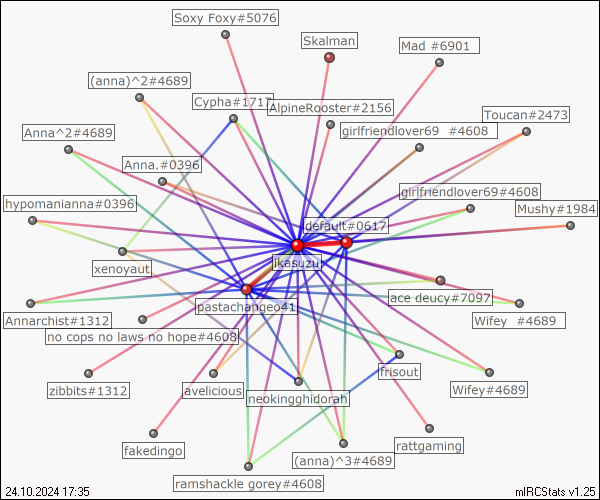 Soxy Foxy#5076
Skalman
Mad #6901
(anna)^2#4689
Cypha#1717
AlpineRooster#2156
Toucan#2473
Anna^2#4689
girlfriendlover69 #4608
Anna.#0396
hypomanianna#0396
girlfriendlover69#4608
Mushy#1984
default#0617
xenoyaut
ikasuzu
pastachangeo41
ace deucy#7097
Annarchist#1312
Wifey #4689
no cops no laws no hope#4608
frisout
zibbits#1312
avelicious
neokingghidorah
Wifey#4689
fakedingo
rattgaming
(anna)^3#4689
ramshackle gorey#4608
24.10.2024 17:35
mIRCStats v1.25